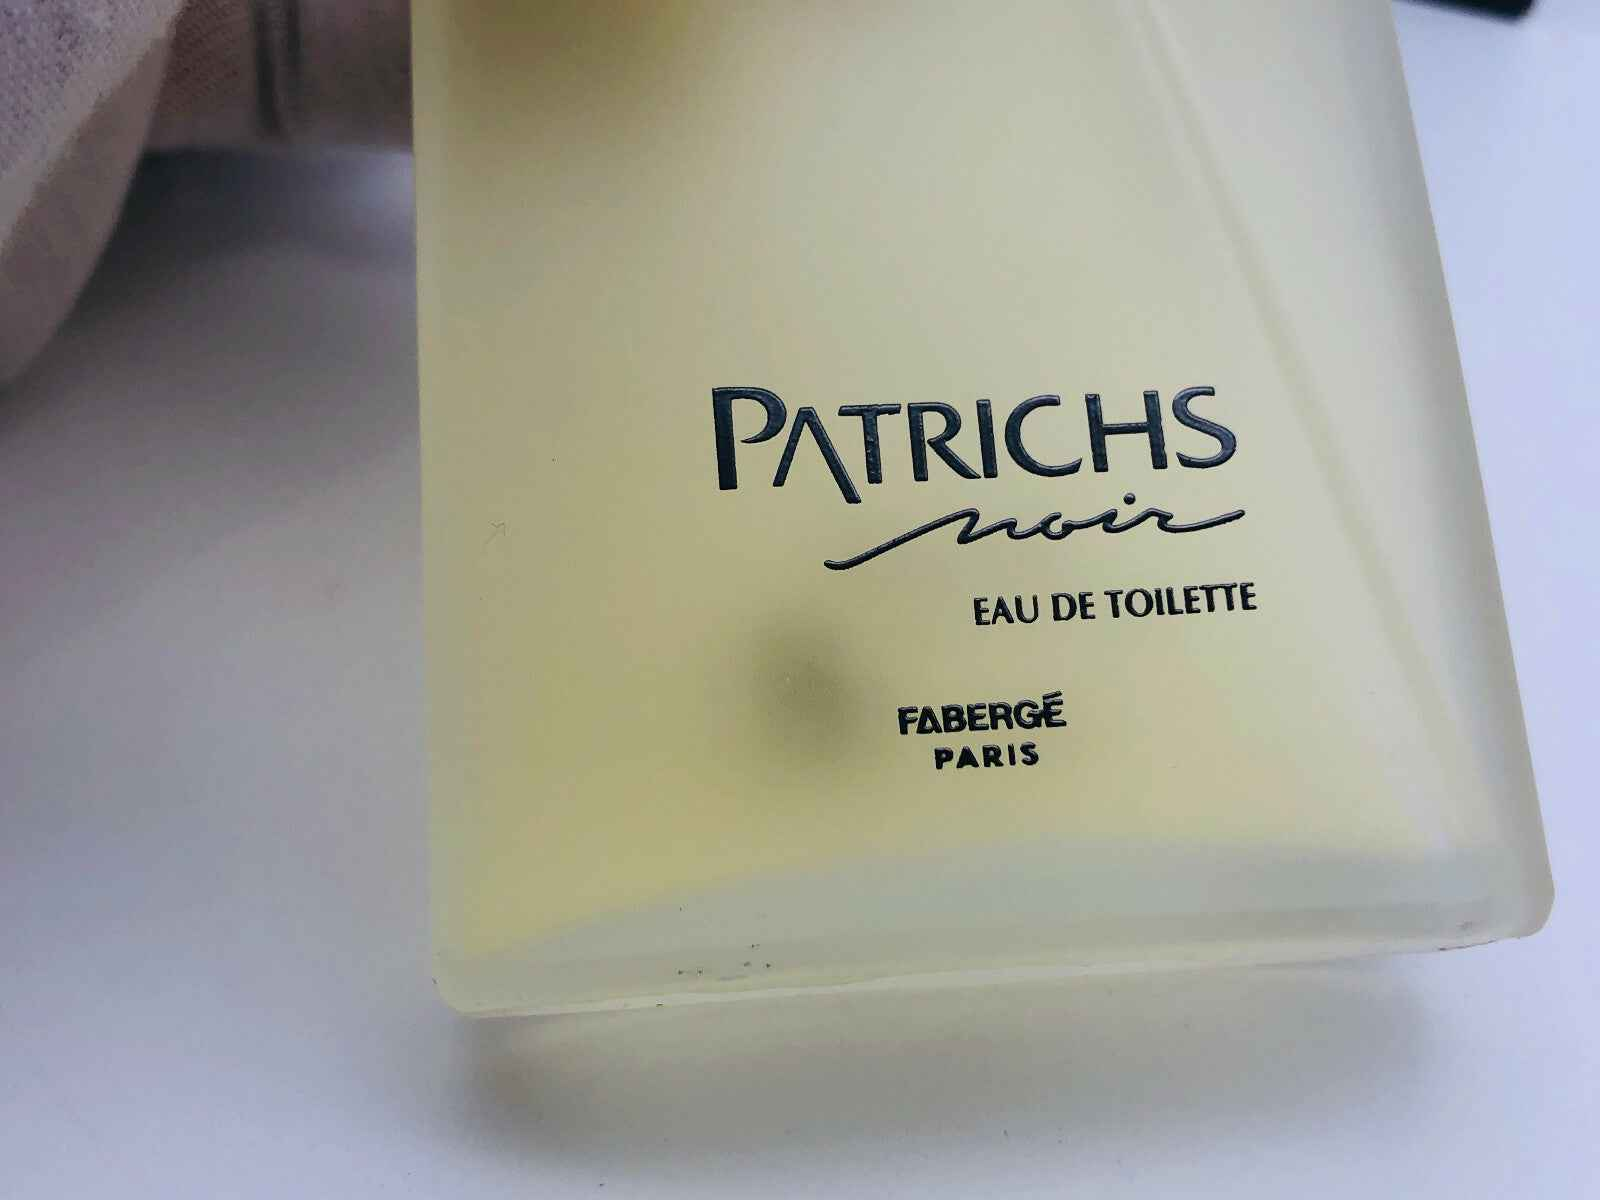 PATRICHS
noir
EAU DE TOILETTE
FABERGÉ
PARIS